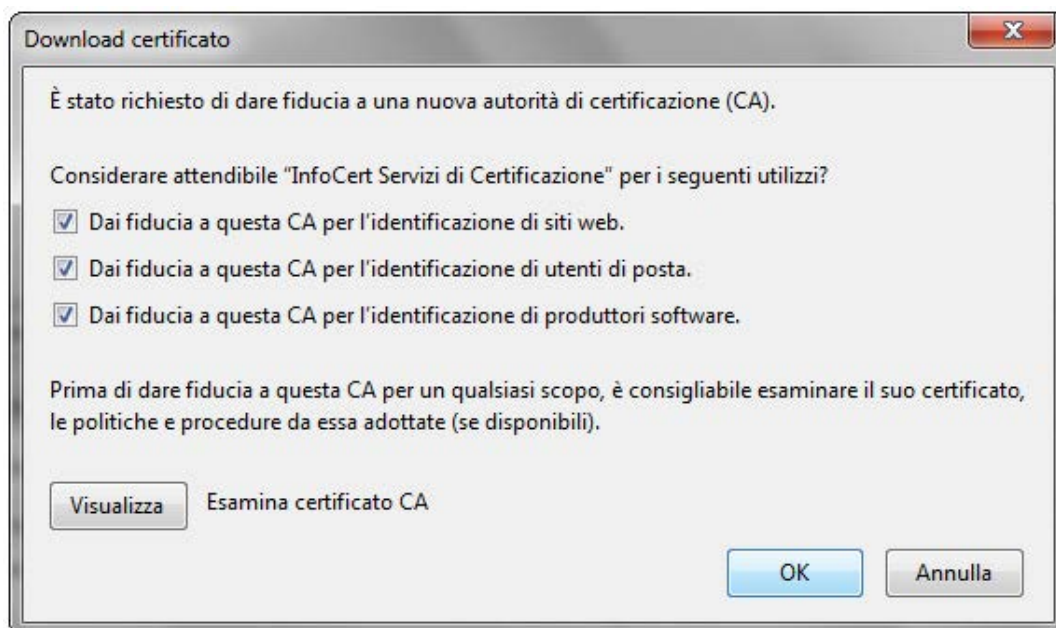 Download certificato
È stato richiesto di dare fiducia a una nuova autorità di certificazione (CA).
Considerare attendibile “InfoCert Servizi di Certificazione” per i seguenti utilizzi?
Dai fiducia a questa CA per l’identificazione di siti web.
Dai fiducia a questa CA per l’identificazione di utenti di posta.
Dai fiducia a questa CA per l’identificazione di produttori software.
Prima di dare fiducia a questa CA per un qualsiasi scopo, è consigliabile esaminare il suo certificato,
le politiche e procedure da essa adottate (se disponibili).
Visualizza Esamina certificato CA
OK Annulla